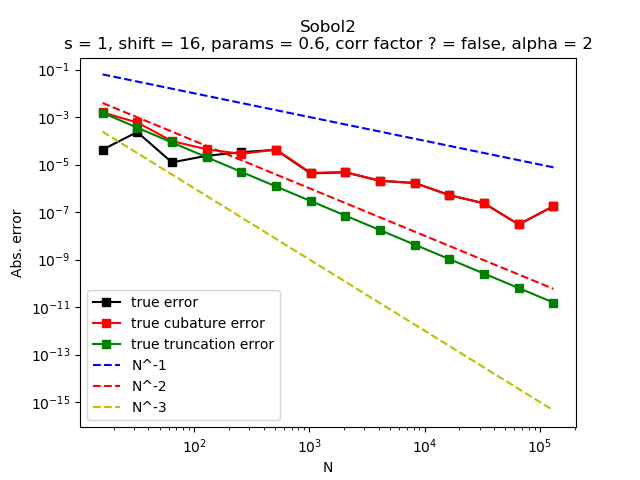 Sobol2
s = 1, shift = 16, params = 0.6, corr factor ? = false, alpha = 2
10^-1
10^-3
10^-5
10^-7
10^-9
10^-11
10^-13
10^-15
Abs. error
true error
true cubature error
true truncation error
N^-1
N^-2
N^-3
10^2
10^3
10^4
10^5
N